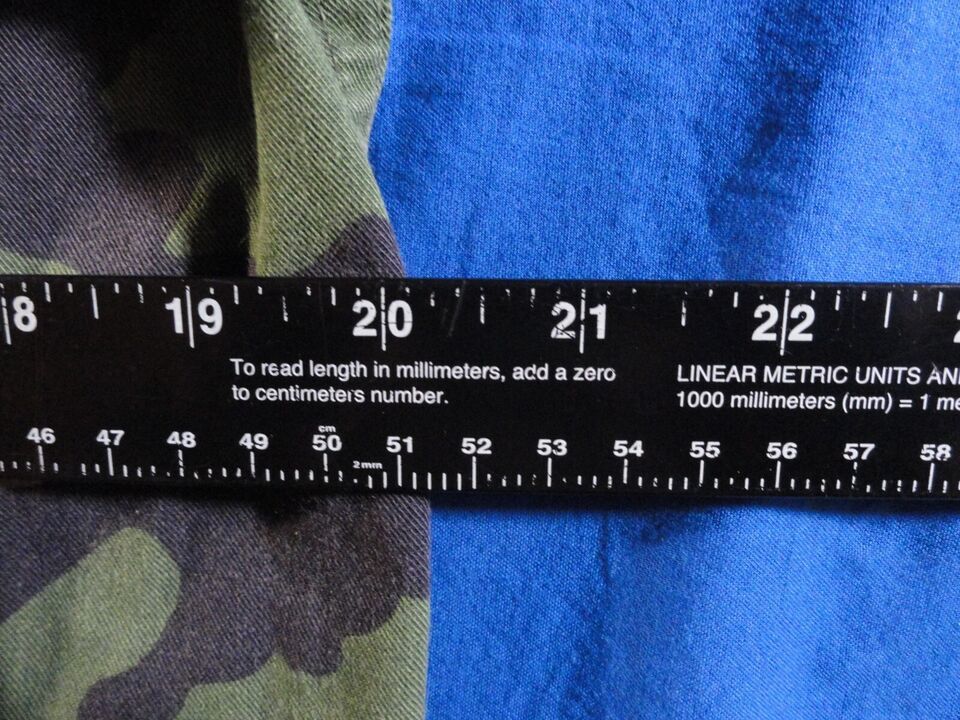 8 19 20 21 22 2
To read length in millimeters, add a zero
to centimeters number.
LINEAR METRIC UNITS AN
1000 millimeters (mm) = 1 me
cm
46 47 48 49 50 51 52 53 54 55 56 57 58
2mm